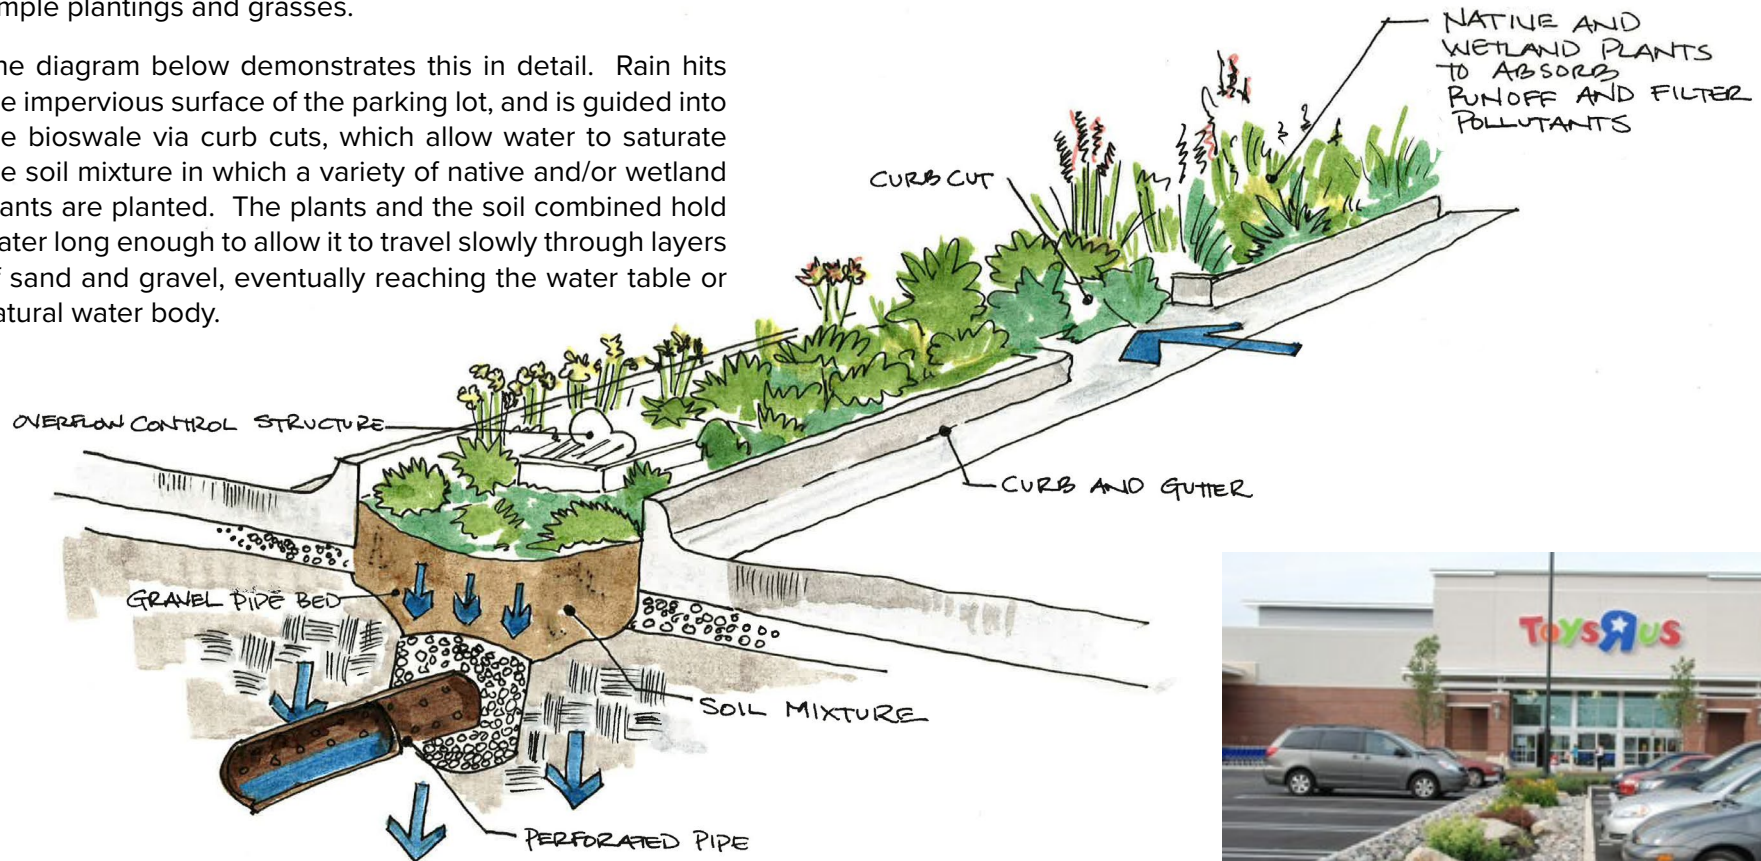 mple plantings and grasses.
he diagram below demonstrates this in detail. Rain hits
e impervious surface of the parking lot, and is guided into
e bioswale via curb cuts, which allow water to saturate
e soil mixture in which a variety of native and/or wetland
ants are planted. The plants and the soil combined hold
ater long enough to allow it to travel slowly through layers
f sand and gravel, eventually reaching the water table or
atural water body.
NATIVE AND
WETLAND PLANTS
TO ABSORB
RUNOFF AND FILTER
POLLUTANTS
CURB CUT
OVERFLOW CONTROL STRUCTURE
CURB AND GUTTER
GRAVEL PIPE BED
SOIL MIXTURE
PERFORATED PIPE
TOYSRUS